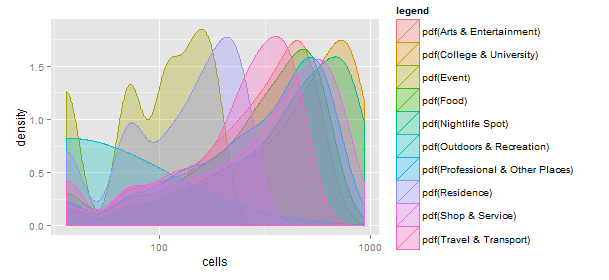 legend
pdf(Arts & Entertainment)
pdf(College & University)
pdf(Event)
pdf(Food)
pdf(Nightlife Spot)
pdf(Outdoors & Recreation)
pdf(Professional & Other Places)
pdf(Residence)
pdf(Shop & Service)
pdf(Travel & Transport)
density
1.5
1.0
0.5
0.0
100
1000
cells